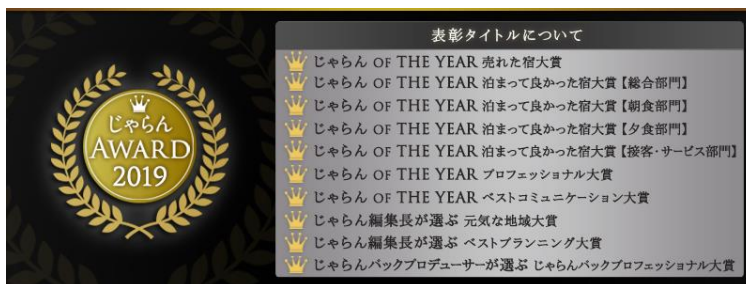 じゃらん
AWARD
2019
表彰タイトルについて
じゃらん OF THE YEAR 売れた宿大賞
じゃらん OF THE YEAR 泊まって良かった宿大賞【総合部門】
じゃらん OF THE YEAR 泊まって良かった宿大賞【朝食部門】
じゃらん OF THE YEAR 泊まって良かった宿大賞【夕食部門】
じゃらん OF THE YEAR 泊まって良かった宿大賞【接客・サービス部門】
じゃらん OF THE YEAR プロフェッショナル大賞
じゃらん OF THE YEAR ベストコミュニケーション大賞
じゃらん編集長が選ぶ 元気な地域大賞
じゃらん編集長が選ぶ ベストプランニング大賞
じゃらんパックプロデューサーが選ぶ じゃらんパックプロフェッショナル大賞